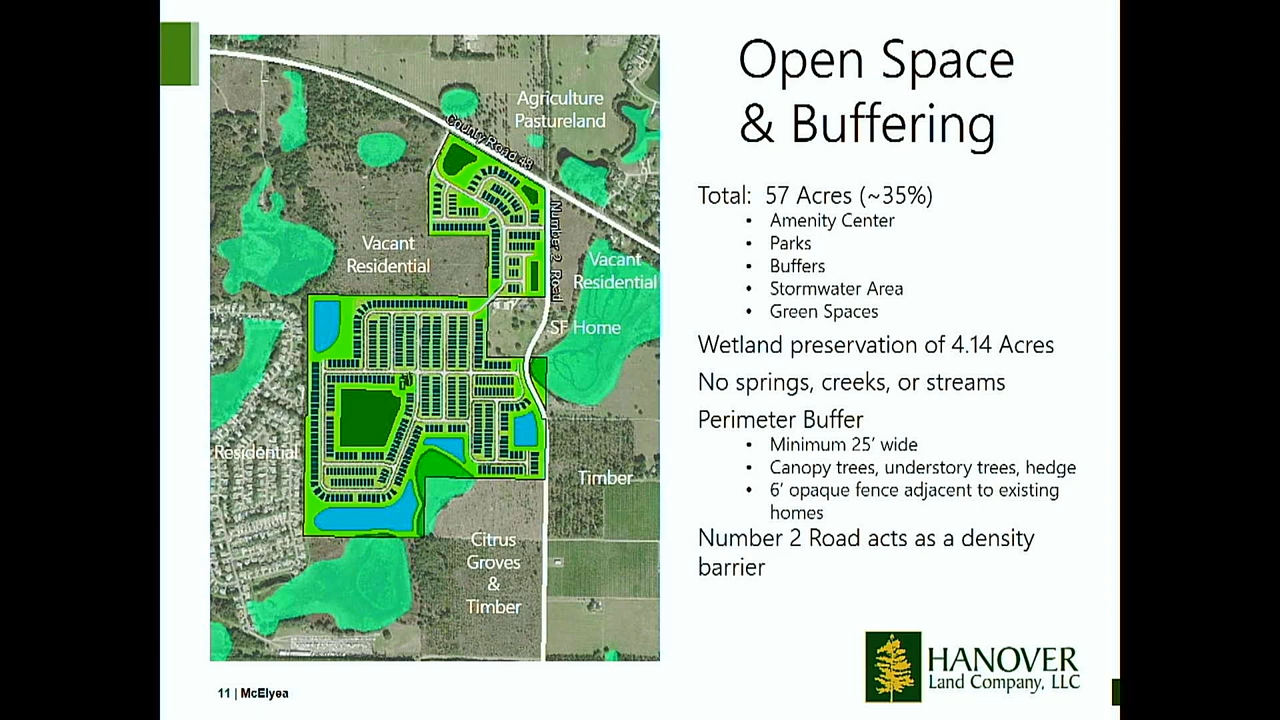 Open Space
& Buffering
Agriculture
Pastureland
County Road 48
Number 2 Road
Vacant
Residential
Vacant
Residential
SF Home
Residential
Timber
Citrus
Groves
&
Timber
Total: 57 Acres (~35%)
• Amenity Center
• Parks
• Buffers
• Stormwater Area
• Green Spaces
Wetland preservation of 4.14 Acres
No springs, creeks, or streams
Perimeter Buffer
• Minimum 25' wide
• Canopy trees, understory trees, hedge
• 6' opaque fence adjacent to existing
homes
Number 2 Road acts as a density
barrier
11 | McElyea
HANOVER
Land Company, LLC